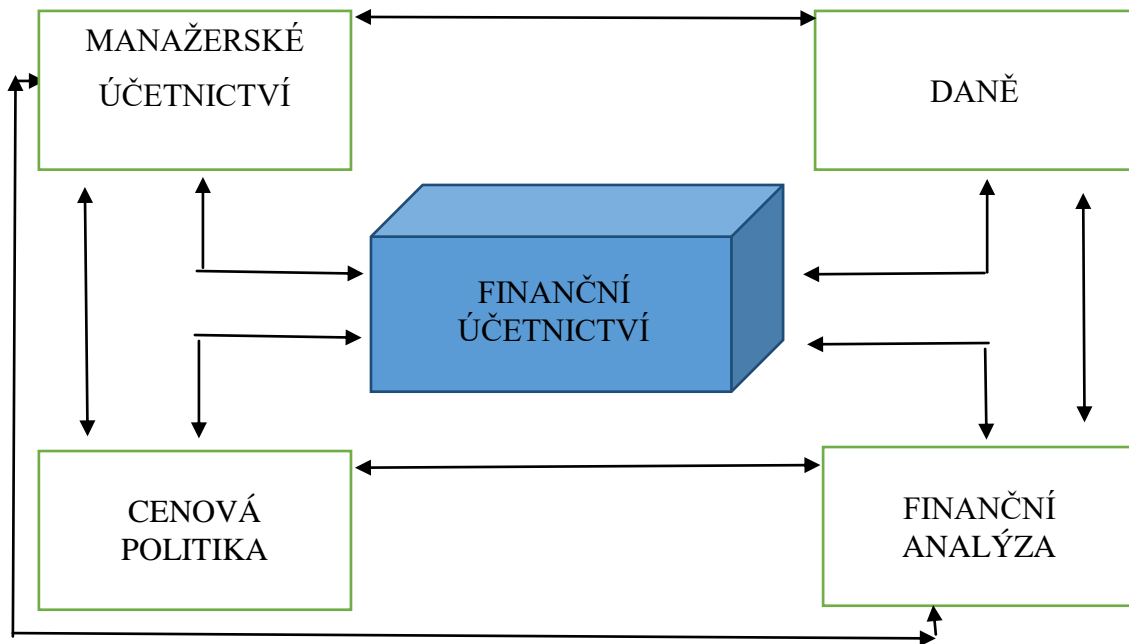 MANAŽERSKÉ
ÚČETNICTVÍ
DANĚ
FINANČNÍ
ÚČETNICTVÍ
CENOVÁ
POLITIKA
FINANČNÍ
ANALÝZA